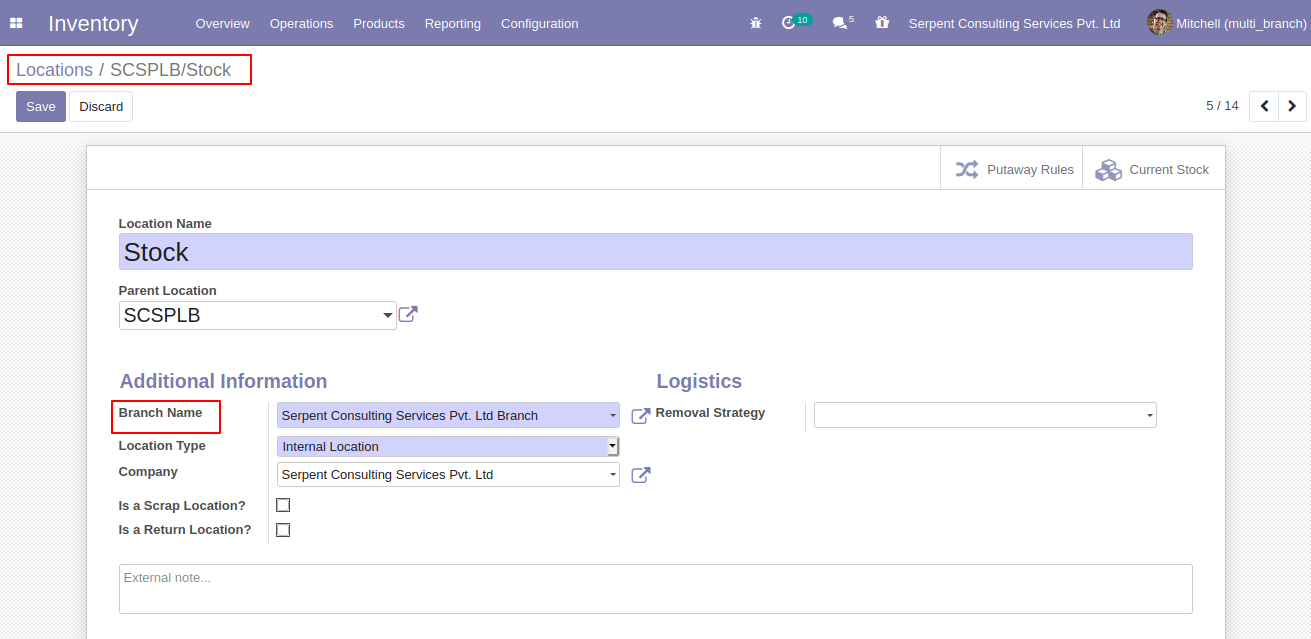 Inventory Overview Operations Products Reporting Configuration 10 5 Serpent Consulting Services Pvt. Ltd Mitchell (multi_branch)
Locations / SCSPLB/Stock
Save Discard 5 / 14
Putaway Rules Current Stock
Location Name
Stock
Parent Location
SCSPLB
Additional Information Logistics
Branch Name Serpent Consulting Services Pvt. Ltd Branch Removal Strategy
Location Type Internal Location
Company Serpent Consulting Services Pvt. Ltd
Is a Scrap Location?
Is a Return Location?
External note...